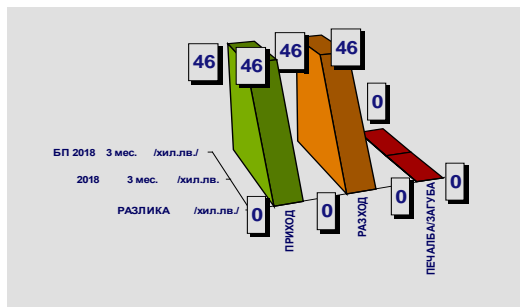 46 46 46 46
0
БП 2018 3 мес. /хил.лв./
2018 3 мес. /хил.лв.
РАЗЛИКА /хил.лв./
0 0 0 0
ПРИХОД
РАЗХОД
ПЕЧАЛБА/ЗАГУБА